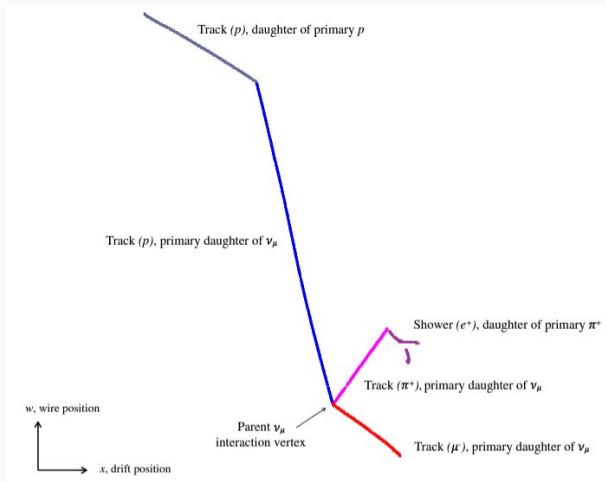 Track (p), daughter of primary p
Track (p), primary daughter of νμ
Shower (e⁺), daughter of primary π⁺
Track (π⁺), primary daughter of νμ
w, wire position
Parent νμ
interaction vertex
Track (μ⁻), primary daughter of νμ
x, drift position